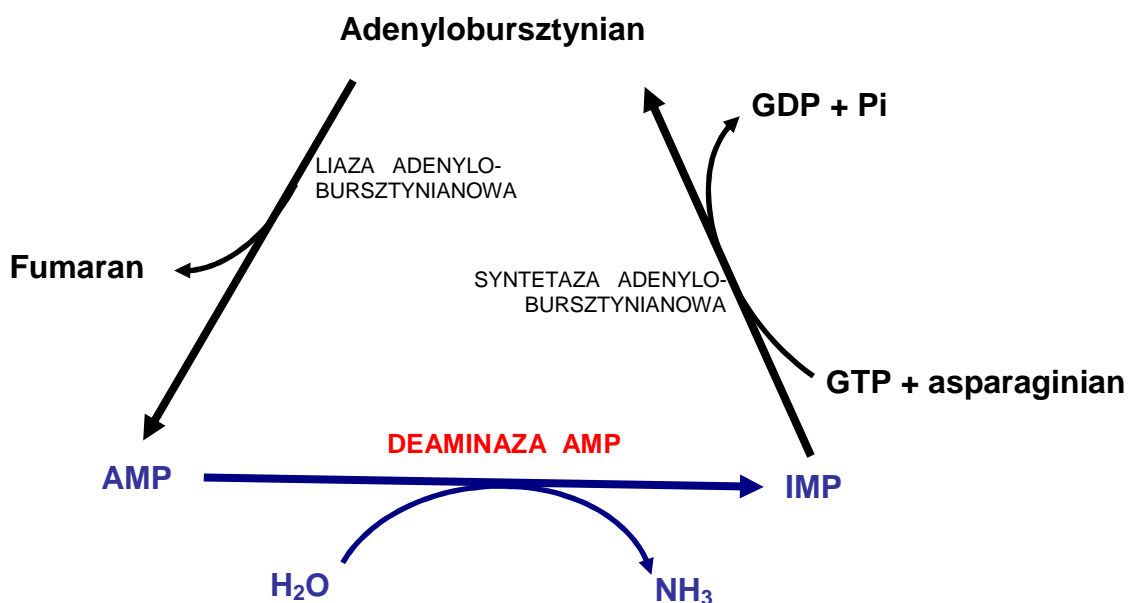 Adenylobursztynian
GDP + Pi
LIAZA ADENYLO-
BURSZTYNIANOWA
Fumaran
SYNTETAZA ADENYLO-
BURSZTYNIANOWA
GTP + asparaginian
DEAMINAZA AMP
AMP
IMP
H₂O
NH₃